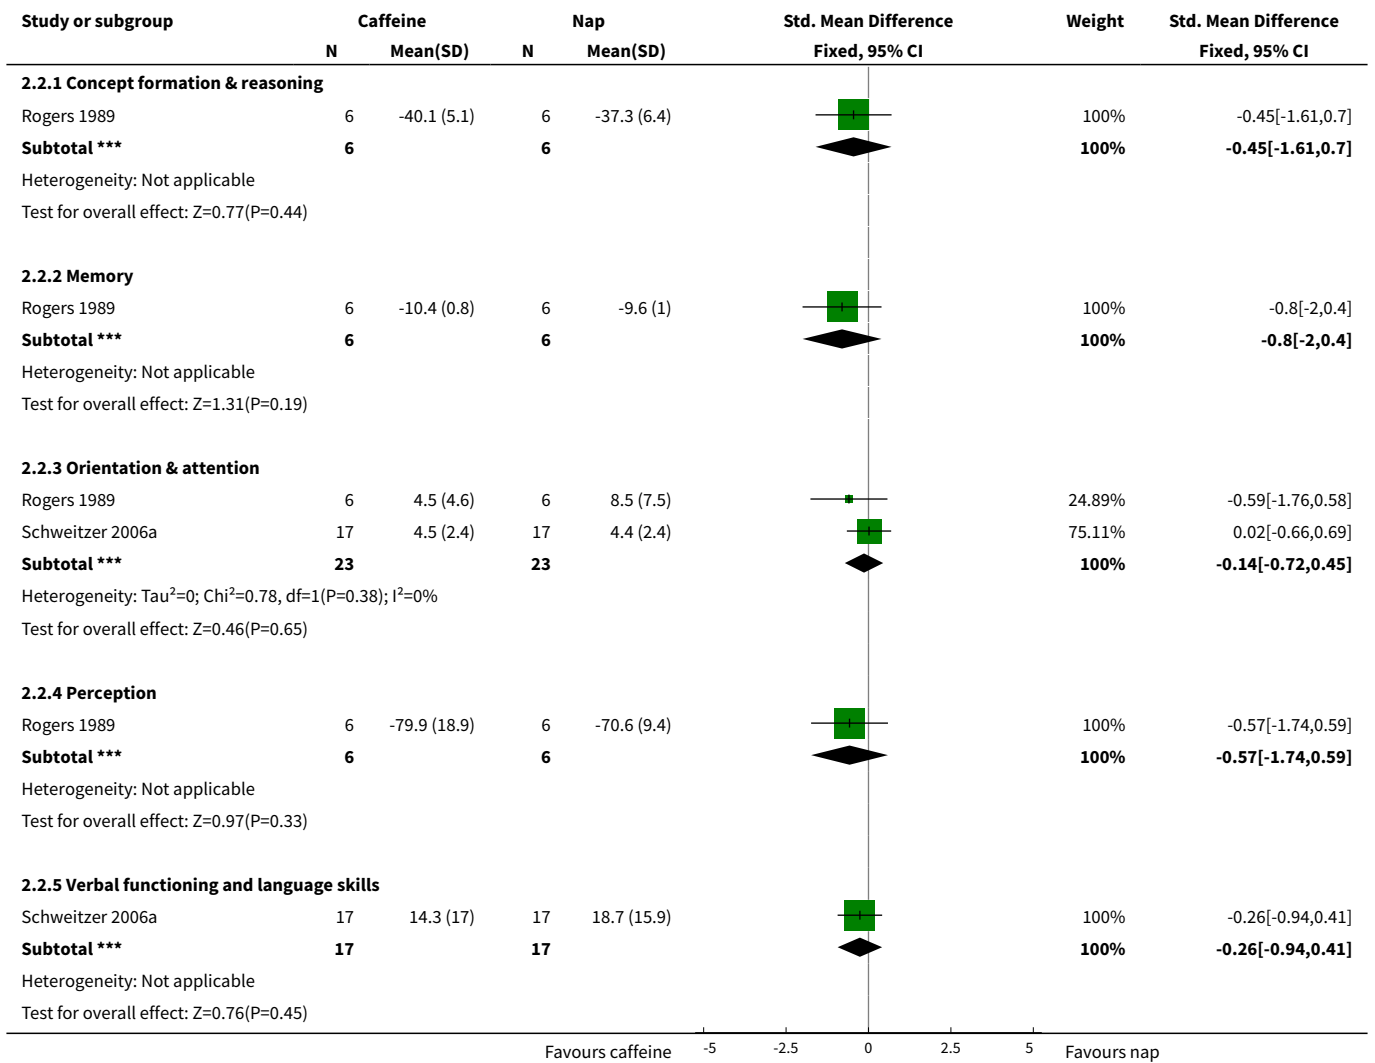 Study or subgroup Caffeine Nap Std. Mean Difference Weight Std. Mean Difference
N Mean(SD) N Mean(SD) Fixed, 95% CI Fixed, 95% CI
2.2.1 Concept formation & reasoning
Rogers 1989 6 -40.1 (5.1) 6 -37.3 (6.4) 100% -0.45[-1.61,0.7]
Subtotal *** 6 6 100% -0.45[-1.61,0.7]
Heterogeneity: Not applicable
Test for overall effect: Z=0.77(P=0.44)
2.2.2 Memory
Rogers 1989 6 -10.4 (0.8) 6 -9.6 (1) 100% -0.8[-2,0.4]
Subtotal *** 6 6 100% -0.8[-2,0.4]
Heterogeneity: Not applicable
Test for overall effect: Z=1.31(P=0.19)
2.2.3 Orientation & attention
Rogers 1989 6 4.5 (4.6) 6 8.5 (7.5) 24.89% -0.59[-1.76,0.58]
Schweitzer 2006a 17 4.5 (2.4) 17 4.4 (2.4) 75.11% 0.02[-0.66,0.69]
Subtotal *** 23 23 100% -0.14[-0.72,0.45]
Heterogeneity: Tau²=0; Chi²=0.78, df=1(P=0.38); I²=0%
Test for overall effect: Z=0.46(P=0.65)
2.2.4 Perception
Rogers 1989 6 -79.9 (18.9) 6 -70.6 (9.4) 100% -0.57[-1.74,0.59]
Subtotal *** 6 6 100% -0.57[-1.74,0.59]
Heterogeneity: Not applicable
Test for overall effect: Z=0.97(P=0.33)
2.2.5 Verbal functioning and language skills
Schweitzer 2006a 17 14.3 (17) 17 18.7 (15.9) 100% -0.26[-0.94,0.41]
Subtotal *** 17 17 100% -0.26[-0.94,0.41]
Heterogeneity: Not applicable
Test for overall effect: Z=0.76(P=0.45)
Favours caffeine -5 -2.5 0 2.5 5 Favours nap